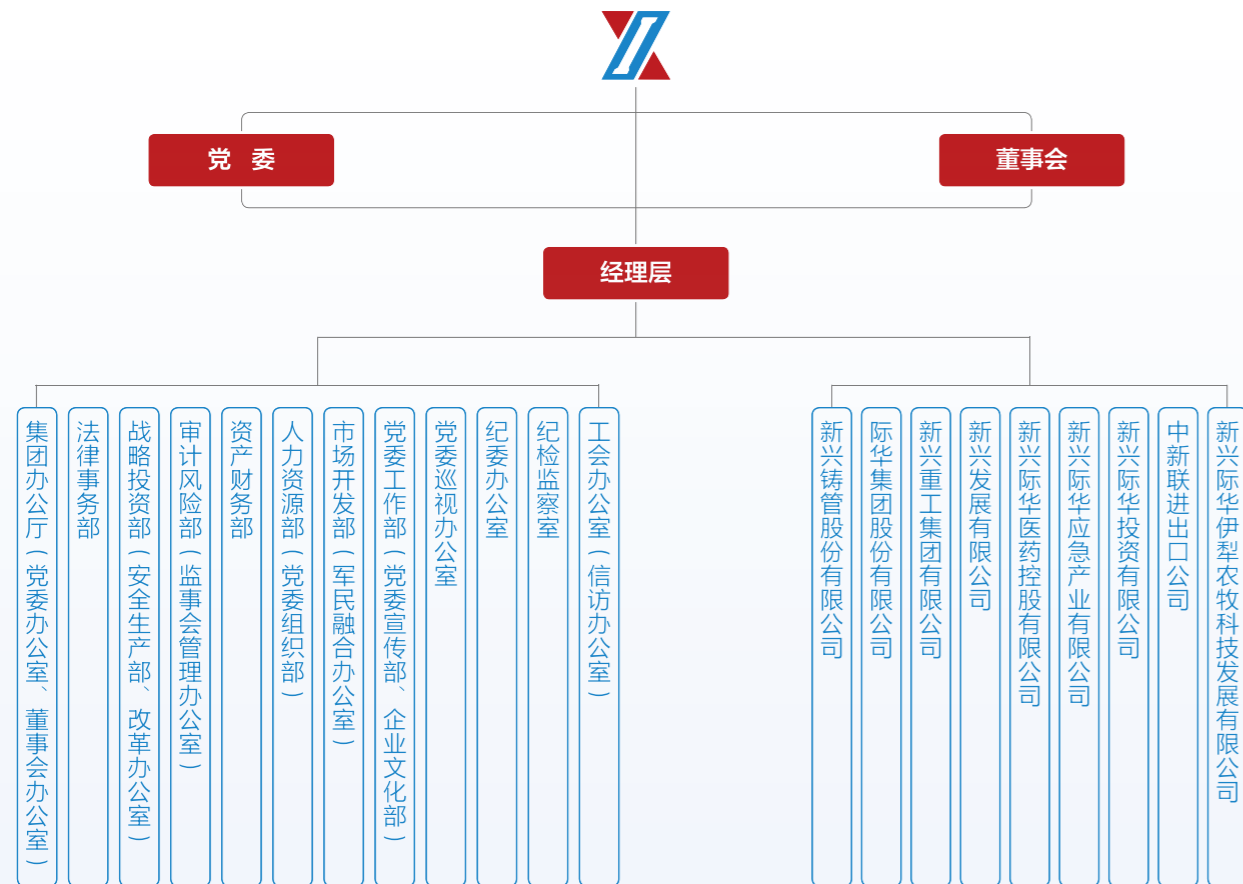 党 委
董事会
经理层
集团办公厅(党委办公室、董事会办公室)
法律事务部
战略投资部(安全生产部、改革办公室)
审计风险部(监事会管理办公室)
资产财务部
人力资源部(党委组织部)
市场开发部(军民融合办公室)
党委工作部(党委宣传部、企业文化部)
党委巡视办公室
纪委办公室
纪检监察室
工会办公室(信访办公室)
新兴铸管股份有限公司
际华集团股份有限公司
新兴重工集团有限公司
新兴发展有限公司
新兴际华医药控股有限公司
新兴际华应急产业有限公司
新兴际华投资有限公司
中新联进出口公司
新兴际华伊犁农牧科技发展有限公司